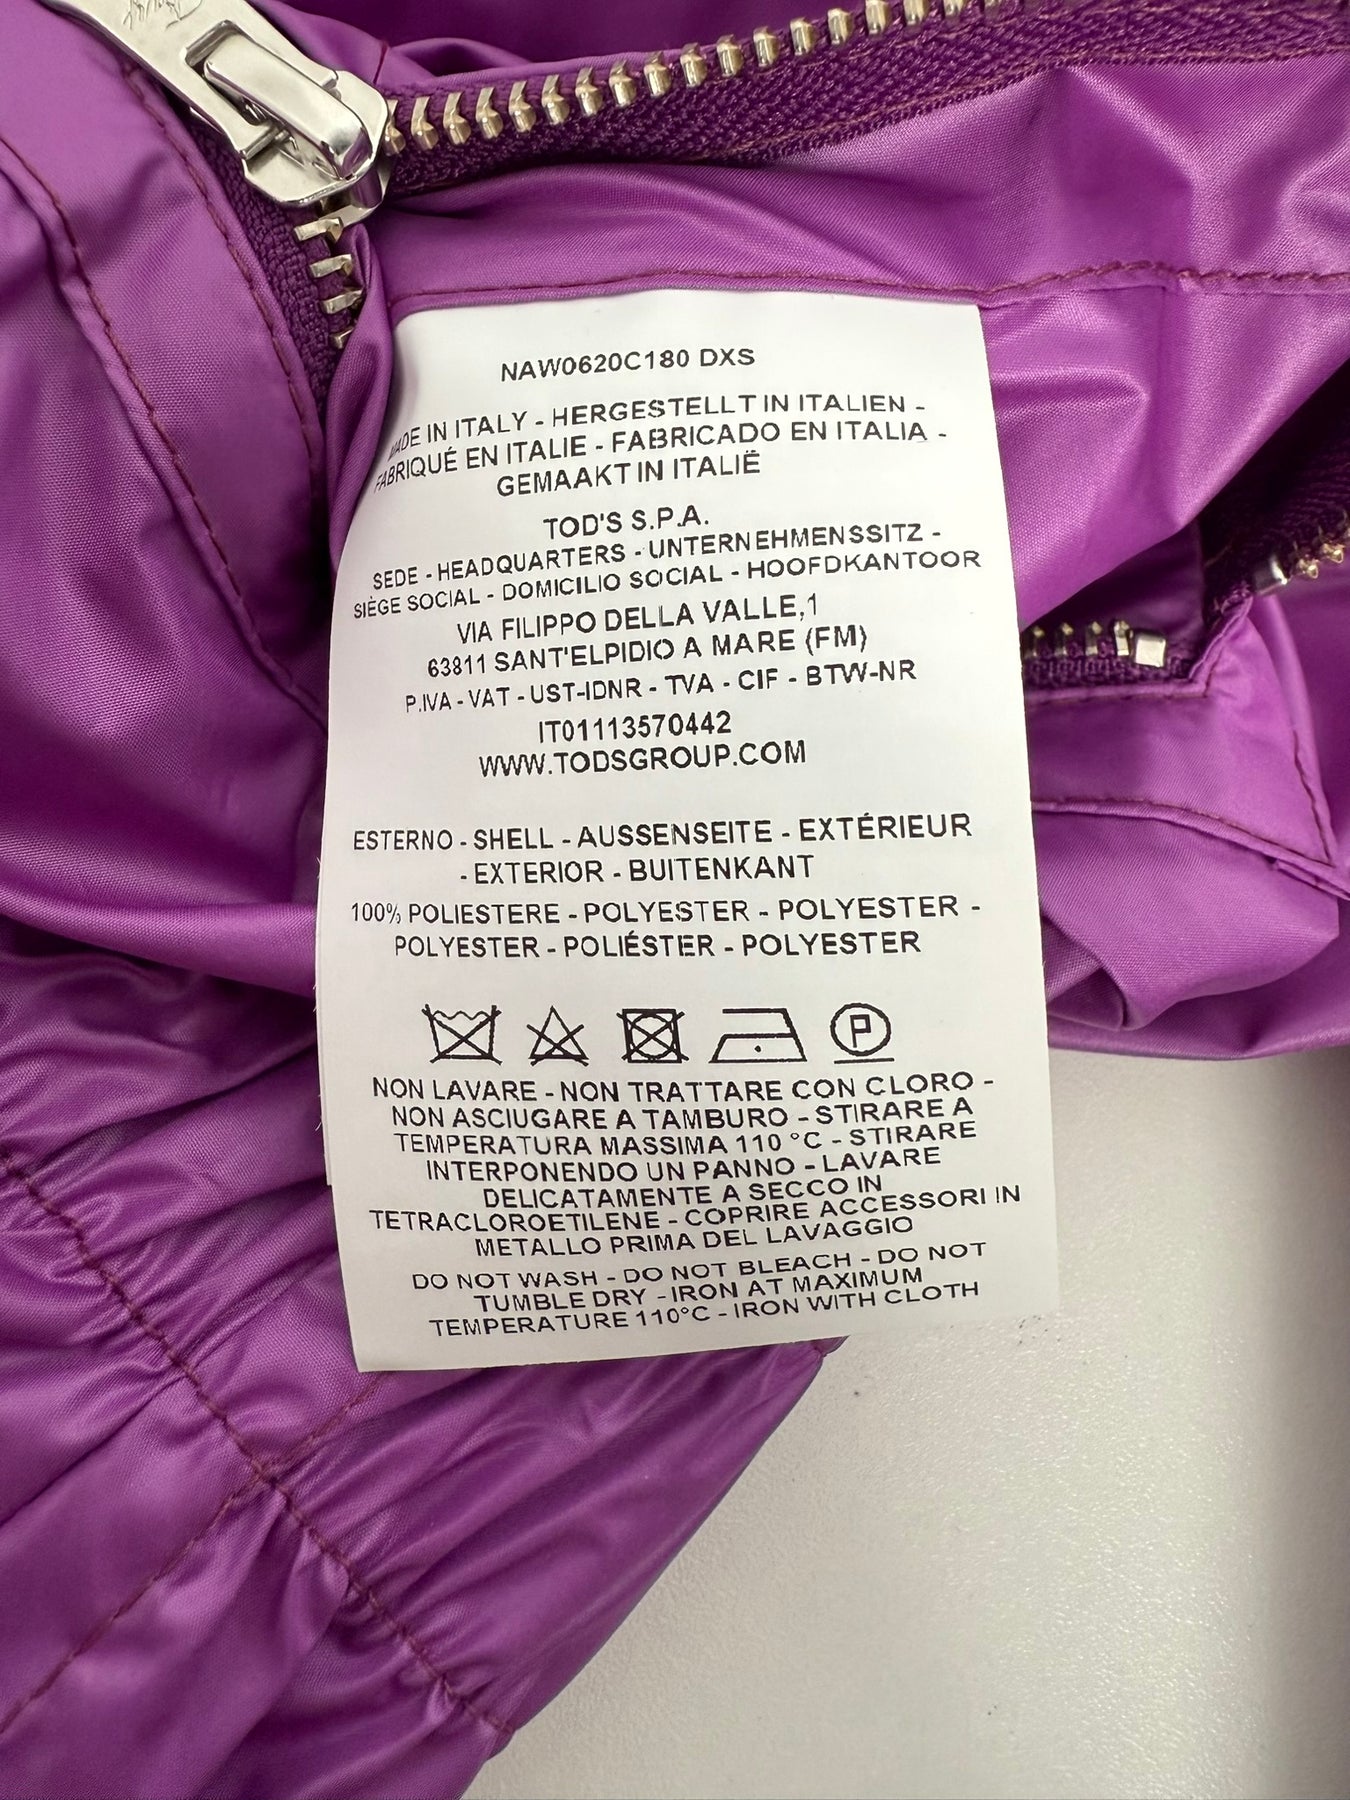 NAW0620C180 DXS
MADE IN ITALY - HERGESTELLT IN ITALIEN -
FABRIQUÉ EN ITALIE - FABRICADO EN ITALIA -
GEMAAKT IN ITALIË
TOD'S S.P.A.
SEDE - HEADQUARTERS - UNTERNEHMENSSITZ -
SIÈGE SOCIAL - DOMICILIO SOCIAL - HOOFDKANTOOR
VIA FILIPPO DELLA VALLE,1
63811 SANT'ELPIDIO A MARE (FM)
P.IVA - VAT - UST-IDNR - TVA - CIF - BTW-NR
IT01113570442
WWW.TODSGROUP.COM
ESTERNO - SHELL - AUSSENSEITE - EXTÉRIEUR
- EXTERIOR - BUITENKANT
100% POLIESTERE - POLYESTER - POLYESTER -
POLYESTER - POLIÉSTER - POLYESTER
P
NON LAVARE - NON TRATTARE CON CLORO -
NON ASCIUGARE A TAMBURO - STIRARE A
TEMPERATURA MASSIMA 110 °C - STIRARE
INTERPONENDO UN PANNO - LAVARE
DELICATAMENTE A SECCO IN
TETRACLOROETILENE - COPRIRE ACCESSORI IN
METALLO PRIMA DEL LAVAGGIO
DO NOT WASH - DO NOT BLEACH - DO NOT
TUMBLE DRY - IRON AT MAXIMUM
TEMPERATURE 110°C - IRON WITH CLOTH